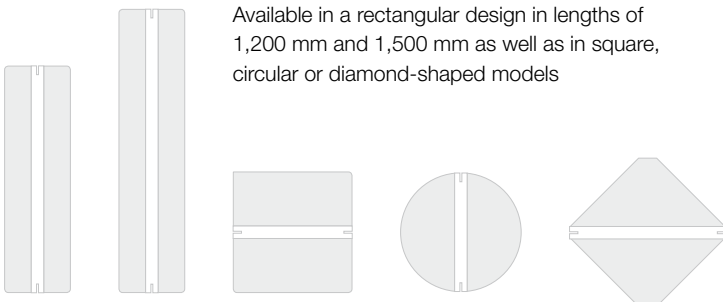 Available in a rectangular design in lengths of
1,200 mm and 1,500 mm as well as in square,
circular or diamond-shaped models